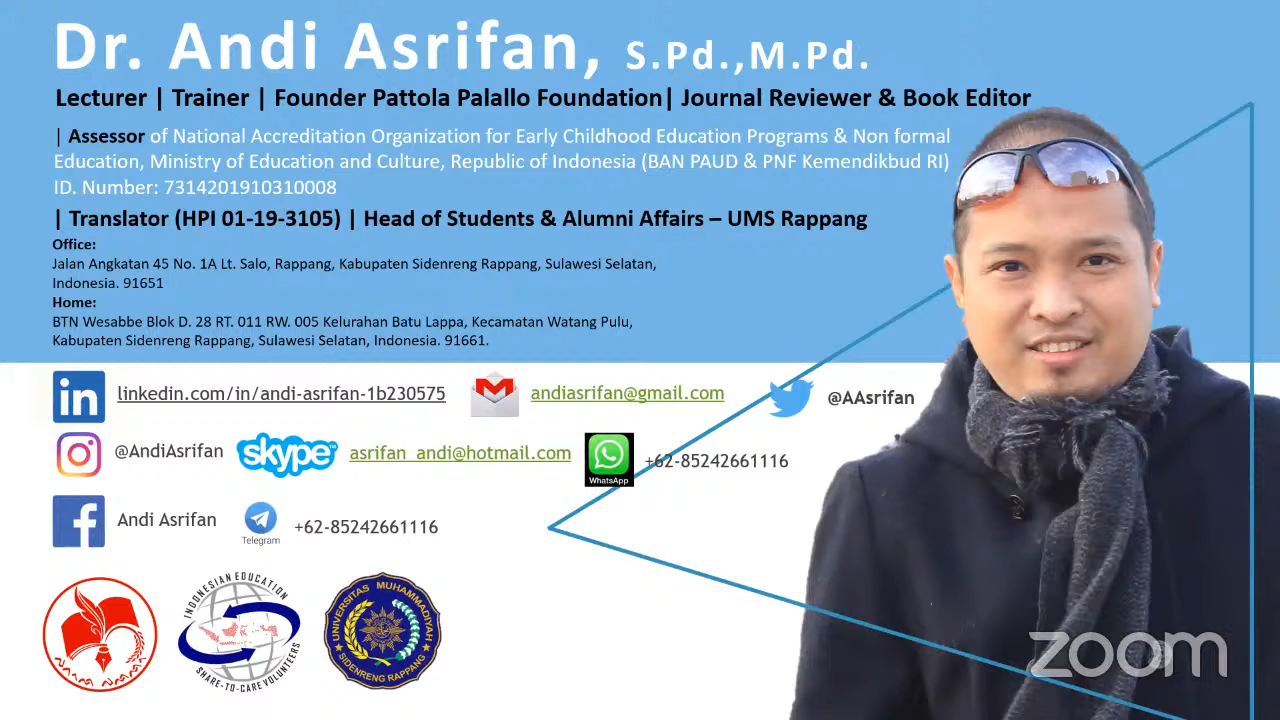 Dr. Andi Asrifan, S.Pd.,M.Pd.
Lecturer | Trainer | Founder Pattola Palallo Foundation| Journal Reviewer & Book Editor
| Assessor of National Accreditation Organization for Early Childhood Education Programs & Non formal
Education, Ministry of Education and Culture, Republic of Indonesia (BAN PAUD & PNF Kemendikbud RI)
ID. Number: 7314201910310008
| Translator (HPI 01-19-3105) | Head of Students & Alumni Affairs – UMS Rappang
Office:
Jalan Angkatan 45 No. 1A Lt. Salo, Rappang, Kabupaten Sidenreng Rappang, Sulawesi Selatan,
Indonesia. 91651
Home:
BTN Wesabbe Blok D. 28 RT. 011 RW. 005 Kelurahan Batu Lappa, Kecamatan Watang Pulu,
Kabupaten Sidenreng Rappang, Sulawesi Selatan, Indonesia. 91661.
in linkedin.com/in/andi-asrifan-1b230575 andiasrifan@gmail.com @AAsrifan
@AndiAsrifan skype™ asrifan_andi@hotmail.com WhatsApp +62-85242661116
f Andi Asrifan Telegram +62-85242661116
INDONESIAN EDUCATION
SHARE-TO-CARE VOLUNTEERS
UNIVERSITAS MUHAMMADIYAH
SIDENRENG RAPPANG
zoom